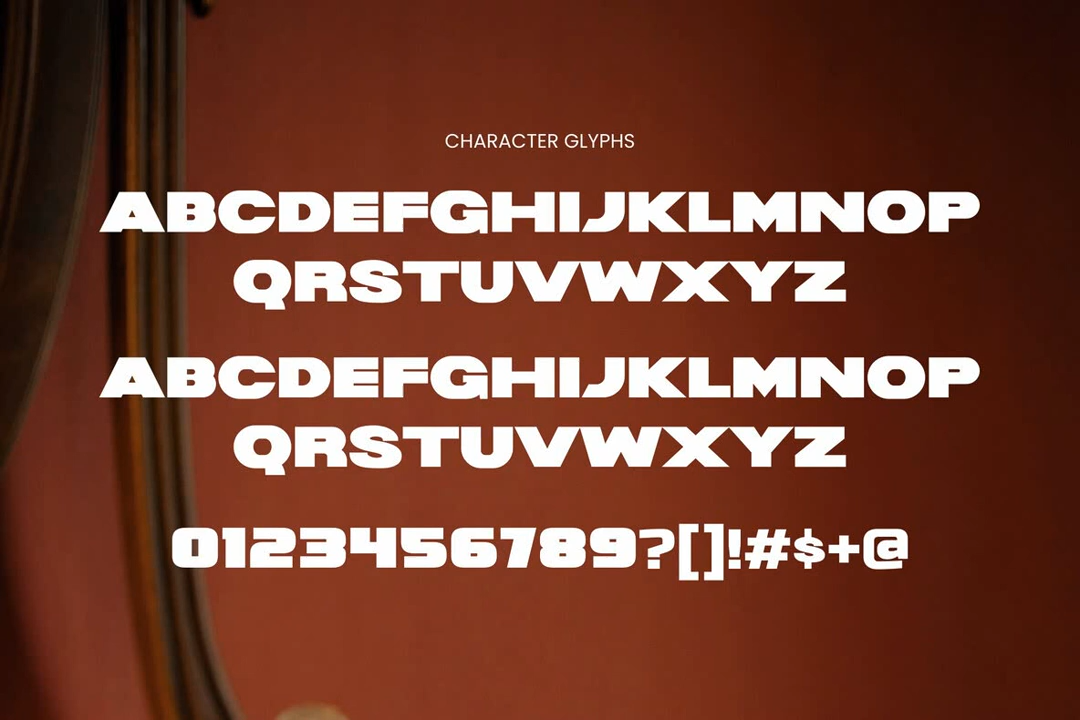 CHARACTER GLYPHS
ABCDEFGHIJKLMNOP
QRSTUVWXYZ
ABCDEFGHIJKLMNOP
QRSTUVWXYZ
0123456789?[]!#$+@